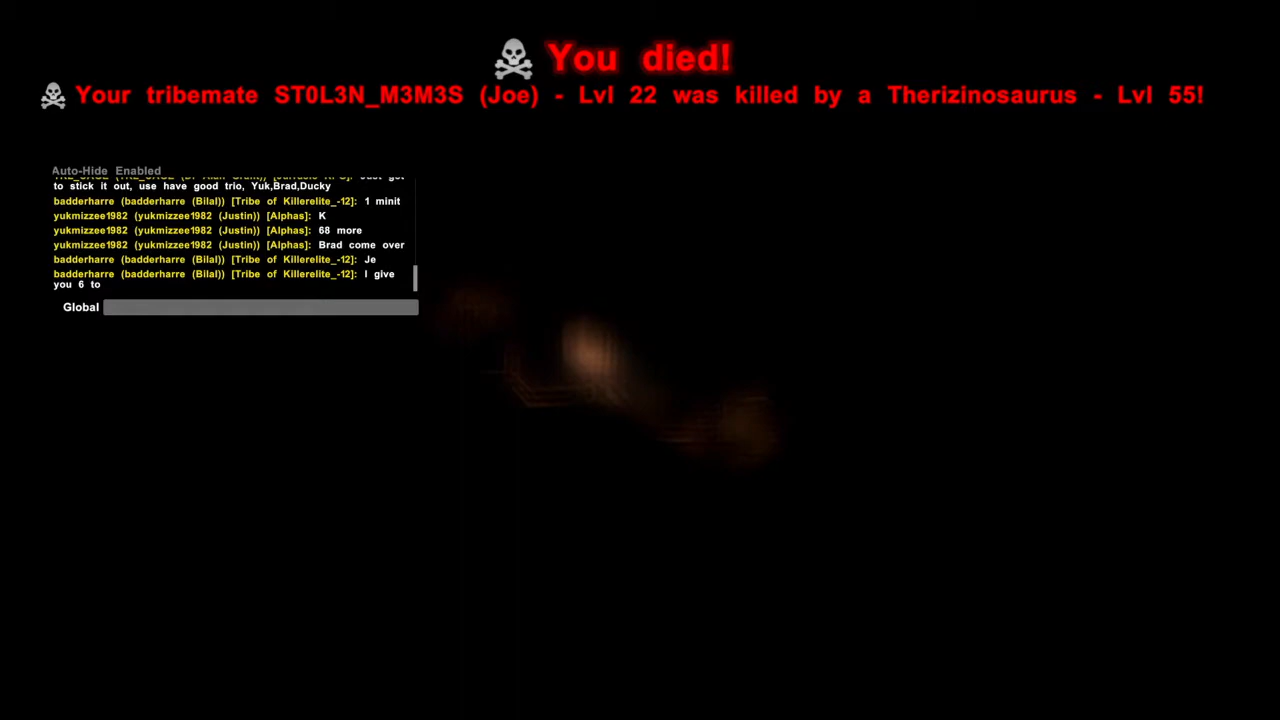 You died!
Your tribemate ST0L3N_M3M3S (Joe) - Lvl 22 was killed by a Therizinosaurus - Lvl 55!
Auto-Hide Enabled
Just got
to stick it out, use have good trio, Yuk,Brad,Ducky
badderharre (badderharre (Bilal)) [Tribe of Killerelite_-12]: 1 minit
yukmizzee1982 (yukmizzee1982 (Justin)) [Alphas]: K
yukmizzee1982 (yukmizzee1982 (Justin)) [Alphas]: 68 more
yukmizzee1982 (yukmizzee1982 (Justin)) [Alphas]: Brad come over
badderharre (badderharre (Bilal)) [Tribe of Killerelite_-12]: Je
badderharre (badderharre (Bilal)) [Tribe of Killerelite_-12]: I give
you 6 to
Global